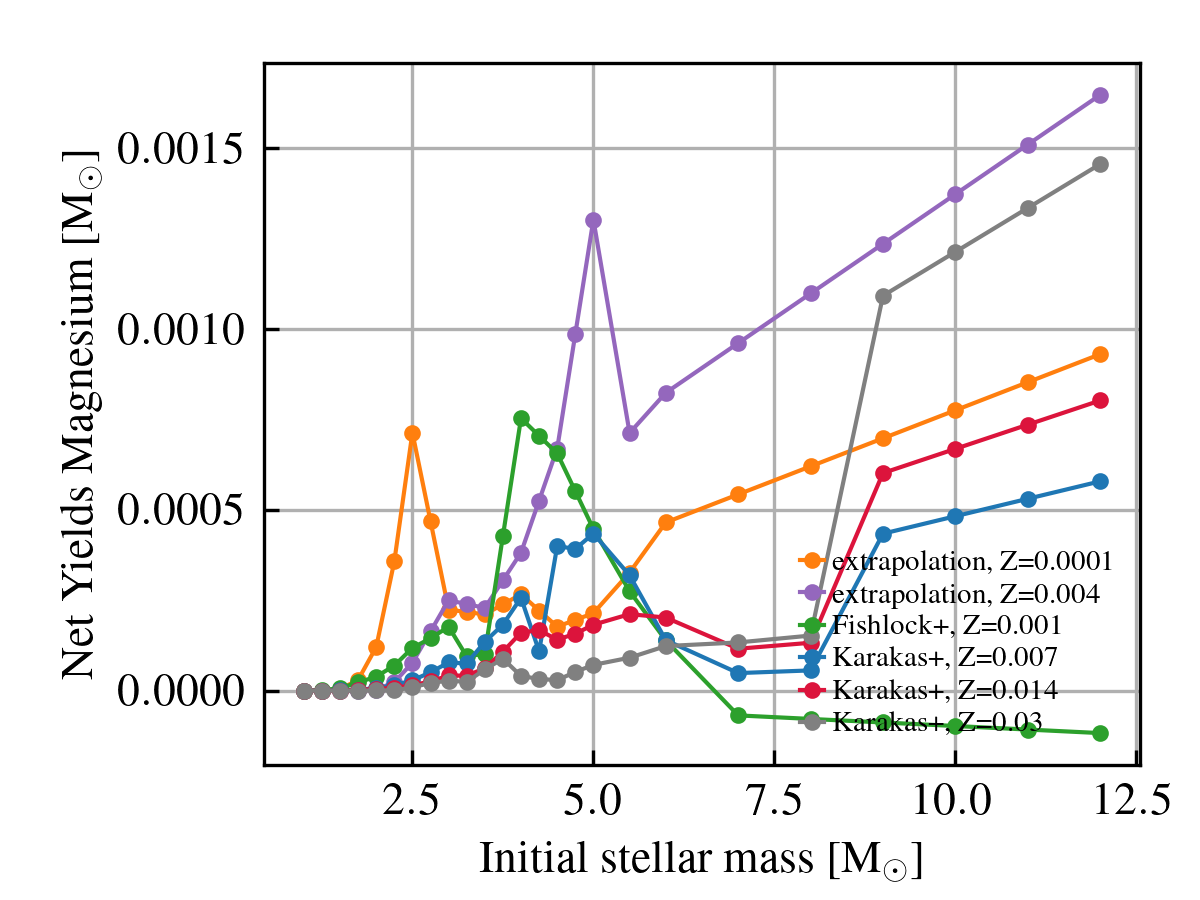 0.0015
0.0010
0.0005
0.0000
Net Yields Magnesium [M☉]
extrapolation, Z=0.0001
extrapolation, Z=0.004
Fishlock+, Z=0.001
Karakas+, Z=0.007
Karakas+, Z=0.014
Karakas+, Z=0.03
2.5 5.0 7.5 10.0 12.5
Initial stellar mass [M☉]